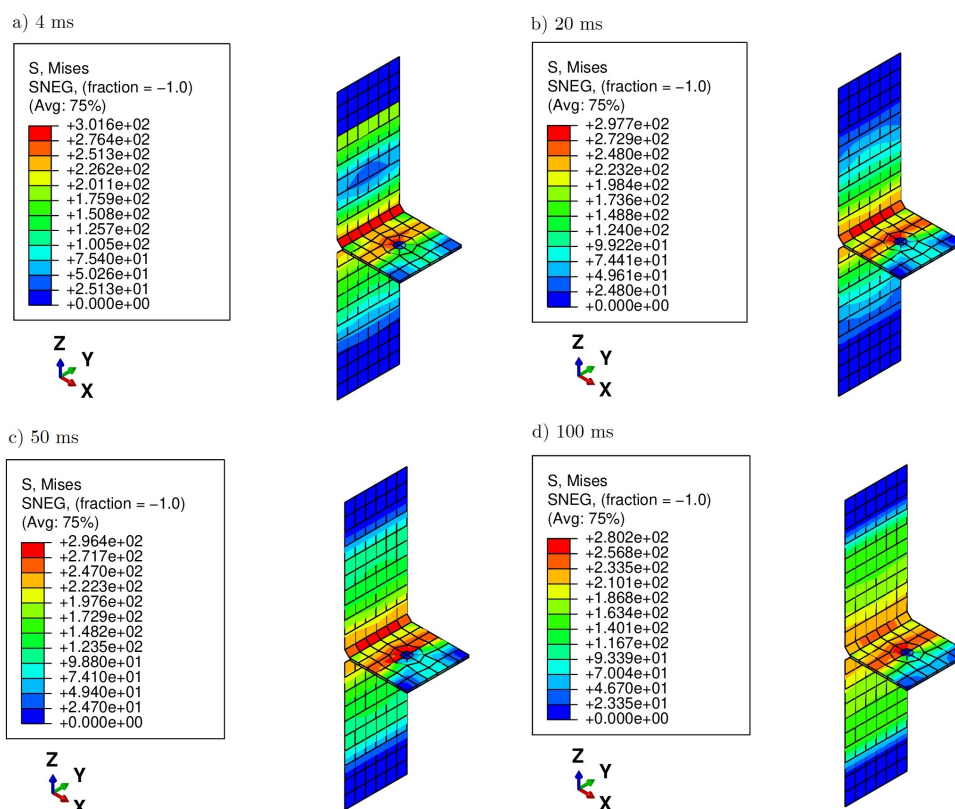 a) 4 ms
S, Mises
SNEG, (fraction = −1.0)
(Avg: 75%)
+3.016e+02
+2.764e+02
+2.513e+02
+2.262e+02
+2.011e+02
+1.759e+02
+1.508e+02
+1.257e+02
+1.005e+02
+7.540e+01
+5.026e+01
+2.513e+01
+0.000e+00
Z
Y
X
b) 20 ms
S, Mises
SNEG, (fraction = −1.0)
(Avg: 75%)
+2.977e+02
+2.729e+02
+2.480e+02
+2.232e+02
+1.984e+02
+1.736e+02
+1.488e+02
+1.240e+02
+9.922e+01
+7.441e+01
+4.961e+01
+2.480e+01
+0.000e+00
Z
Y
X
c) 50 ms
S, Mises
SNEG, (fraction = −1.0)
(Avg: 75%)
+2.964e+02
+2.717e+02
+2.470e+02
+2.223e+02
+1.976e+02
+1.729e+02
+1.482e+02
+1.235e+02
+9.880e+01
+7.410e+01
+4.940e+01
+2.470e+01
+0.000e+00
Z
Y
X
d) 100 ms
S, Mises
SNEG, (fraction = −1.0)
(Avg: 75%)
+2.802e+02
+2.568e+02
+2.335e+02
+2.101e+02
+1.868e+02
+1.634e+02
+1.401e+02
+1.167e+02
+9.339e+01
+7.004e+01
+4.670e+01
+2.335e+01
+0.000e+00
Z
Y
X